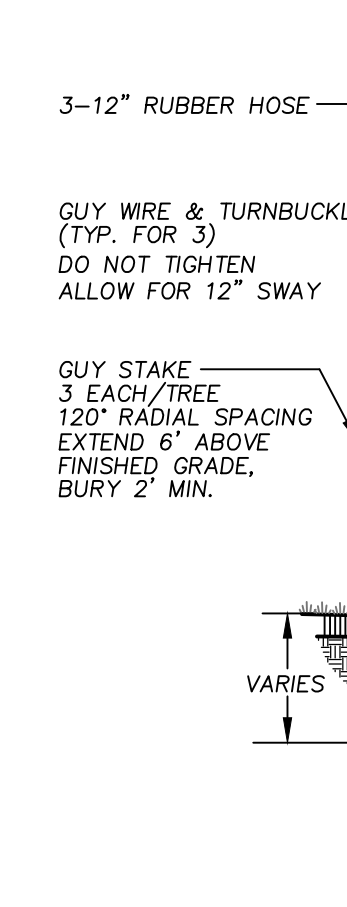 3-12" RUBBER HOSE
GUY WIRE & TURNBUCKL
(TYP. FOR 3)
DO NOT TIGHTEN
ALLOW FOR 12" SWAY
GUY STAKE
3 EACH/TREE
120° RADIAL SPACING
EXTEND 6' ABOVE
FINISHED GRADE,
BURY 2' MIN.
VARIES